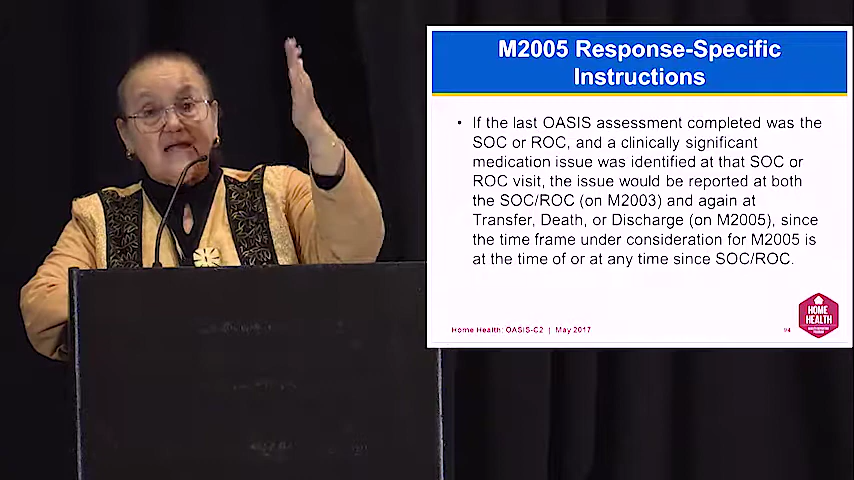 M2005 Response-Specific
Instructions
• If the last OASIS assessment completed was the
SOC or ROC, and a clinically significant
medication issue was identified at that SOC or
ROC visit, the issue would be reported at both
the SOC/ROC (on M2003) and again at
Transfer, Death, or Discharge (on M2005), since
the time frame under consideration for M2005 is
at the time of or at any time since SOC/ROC.
Home Health: OASIS-C2 | May 2017
94
HOME
HEALTH